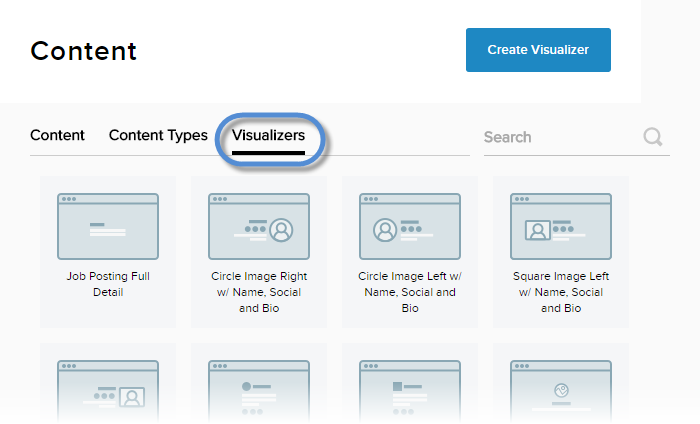 Content
Create Visualizer
Content Content Types Visualizers Search
Job Posting Full
Detail
Circle Image Right
w/ Name, Social
and Bio
Circle Image Left w/
Name, Social and
Bio
Square Image Left
w/ Name, Social
and Bio